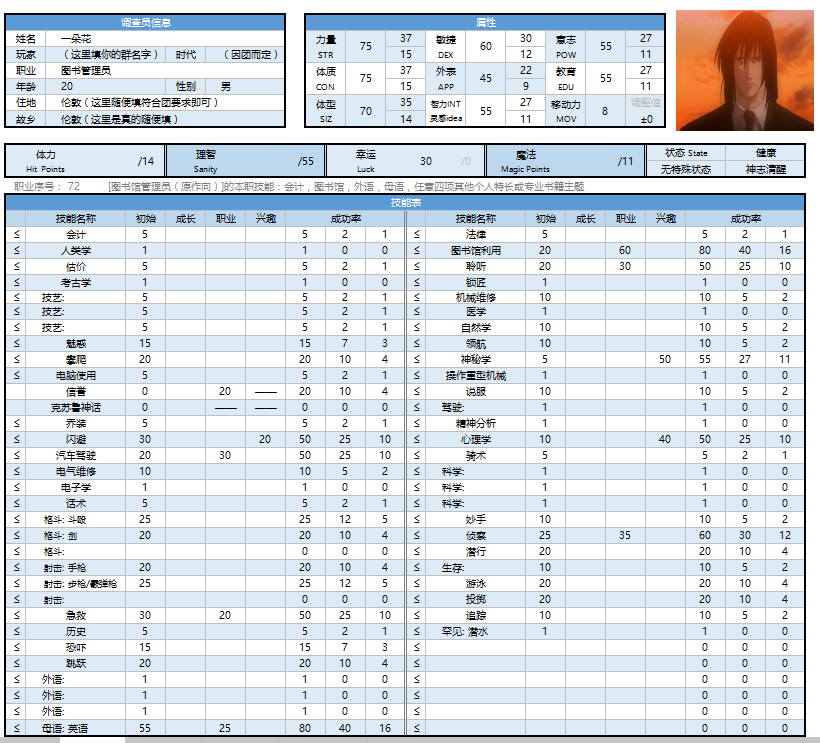 调查员信息
姓名 一朵花
玩家 （这里填你的群名字） 时代 （因团而定）
职业 图书管理员
年龄 20 性别 男
住地 伦敦（这里随便填符合团要求即可）
故乡 伦敦（这里是真的随便填）
属性
力量 STR 75 37 15 敏捷 DEX 60 30 12 意志 POW 55 27 11
体质 CON 75 37 15 外表 APP 45 22 9 教育 EDU 55 27 11
体型 SIZ 70 35 14 智力INT 灵感idea 55 27 11 移动力 MOV 8 调整值 ±0
体力 Hit Points /14 理智 Sanity /55 幸运 Luck 30 /0 魔法 Magic Points /11 状态 State 健康
无特殊状态 神志清醒
职业序号： 72 [图书馆管理员（原作向）]的本职技能：会计，图书馆，外语，母语，任意四项其他个人特长或专业书籍主题
技能表
技能名称 初始 成长 职业 兴趣 成功率 技能名称 初始 成长 职业 兴趣 成功率
≤ 会计 5 5 2 1 ≤ 法律 5 5 2 1
≤ 人类学 1 1 0 0 ≤ 图书馆利用 20 60 80 40 16
≤ 估价 5 5 2 1 ≤ 聆听 20 30 50 25 10
≤ 考古学 1 1 0 0 ≤ 锁匠 1 1 0 0
≤ 技艺: 5 5 2 1 ≤ 机械维修 10 10 5 2
≤ 技艺: 5 5 2 1 ≤ 医学 1 1 0 0
≤ 技艺: 5 5 2 1 ≤ 自然学 10 10 5 2
≤ 魅惑 15 15 7 3 ≤ 领航 10 10 5 2
≤ 攀爬 20 20 10 4 ≤ 神秘学 5 50 55 27 11
≤ 电脑使用 5 5 2 1 ≤ 操作重型机械 1 1 0 0
信誉 0 20 —— 20 10 4 ≤ 说服 10 10 5 2
克苏鲁神话 0 —— —— 0 0 0 ≤ 驾驶: 1 1 0 0
≤ 乔装 5 5 2 1 ≤ 精神分析 1 1 0 0
≤ 闪避 30 20 50 25 10 ≤ 心理学 10 40 50 25 10
≤ 汽车驾驶 20 30 50 25 10 ≤ 骑术 5 5 2 1
≤ 电气维修 10 10 5 2 ≤ 科学: 1 1 0 0
≤ 电子学 1 1 0 0 ≤ 科学: 1 1 0 0
≤ 话术 5 5 2 1 ≤ 科学: 1 1 0 0
≤ 格斗: 斗殴 25 25 12 5 ≤ 妙手 10 10 5 2
≤ 格斗: 剑 20 20 10 4 ≤ 侦察 25 35 60 30 12
≤ 格斗: 0 0 0 ≤ 潜行 20 20 10 4
≤ 射击: 手枪 20 20 10 4 ≤ 生存: 10 10 5 2
≤ 射击: 步枪/霰弹枪 25 25 12 5 ≤ 游泳 20 20 10 4
≤ 射击: 0 0 0 ≤ 投掷 20 20 10 4
≤ 急救 30 20 50 25 10 ≤ 追踪 10 10 5 2
≤ 历史 5 5 2 1 ≤ 罕见: 潜水 1 1 0 0
≤ 恐吓 15 15 7 3 ≤ 0 0 0
≤ 跳跃 20 20 10 4 ≤ 0 0 0
≤ 外语: 1 1 0 0 ≤ 0 0 0
≤ 外语: 1 1 0 0 ≤ 0 0 0
≤ 外语: 1 1 0 0 ≤ 0 0 0
≤ 母语: 英语 55 25 80 40 16 ≤ 0 0 0